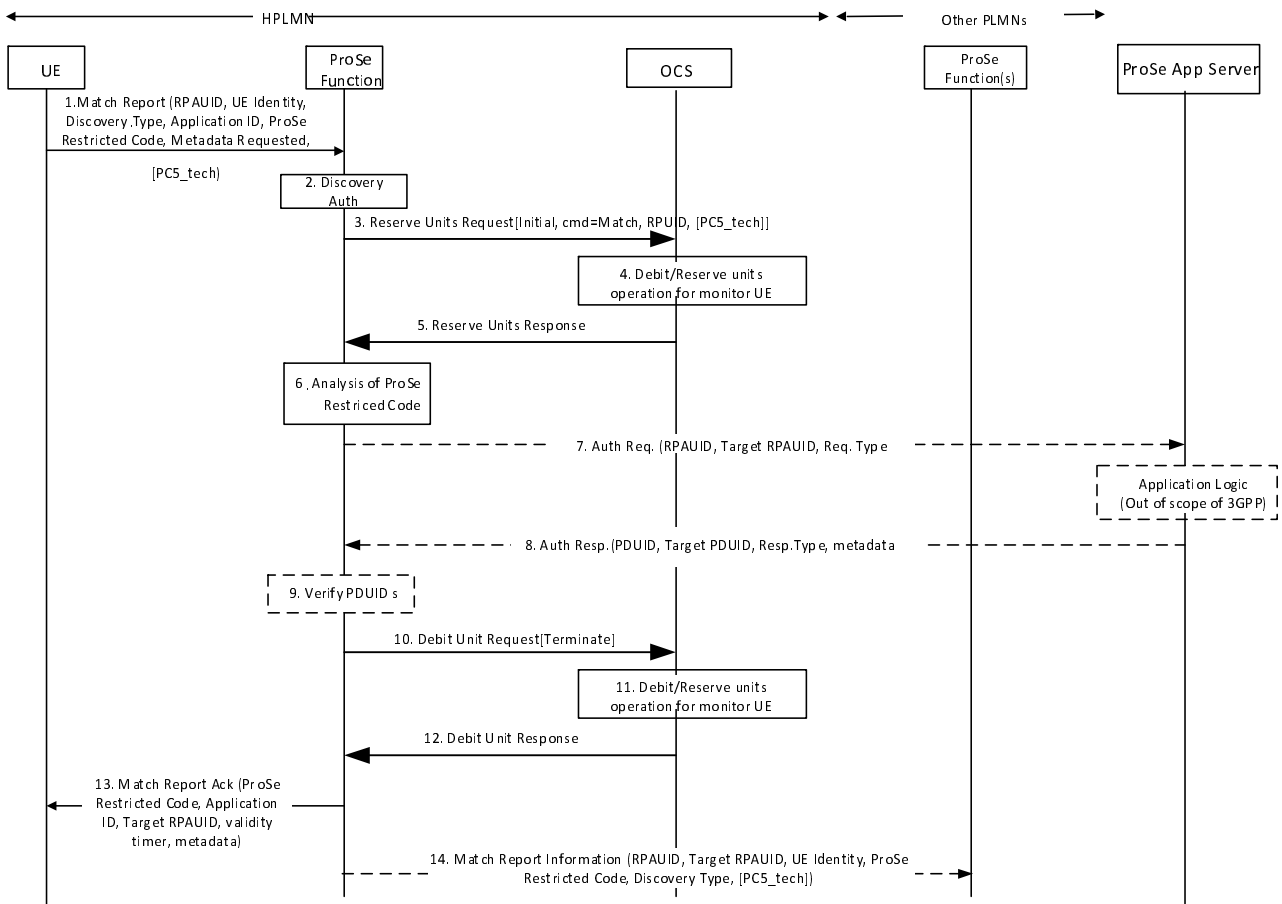 HPLMN
Other PLMNs
UE
ProSe
Function
OCS
ProSe
Function(s)
ProSe App Server
1.Match Report (RPAUID, UE Identity,
Discovery.Type, Application ID, ProSe
Restricted Code, Metadata Requested,
[PC5_tech)
2. Discovery
Auth
3. Reserve Units Request[Initial, cmd=Match, RPUID, [PC5_tech]]
4. Debit/Reserve units
operation for monitor UE
5. Reserve Units Response
6. Analysis of ProSe
Restriced Code
7. Auth Req. (RPAUID, Target RPAUID, Req. Type
Application Logic
(Out of scope of 3GPP)
8. Auth Resp.(PDUID, Target PDUID, Resp.Type, metadata
9. Verify PDUIDs
10. Debit Unit Request[Terminate]
11. Debit/Reserve units
operation for monitor UE
12. Debit Unit Response
13. Match Report Ack (ProSe
Restricted Code, Application
ID, Target RPAUID, validity
timer, metadata)
14. Match Report Information (RPAUID, Target RPAUID, UE Identity, ProSe
Restricted Code, Discovery Type, [PC5_tech])